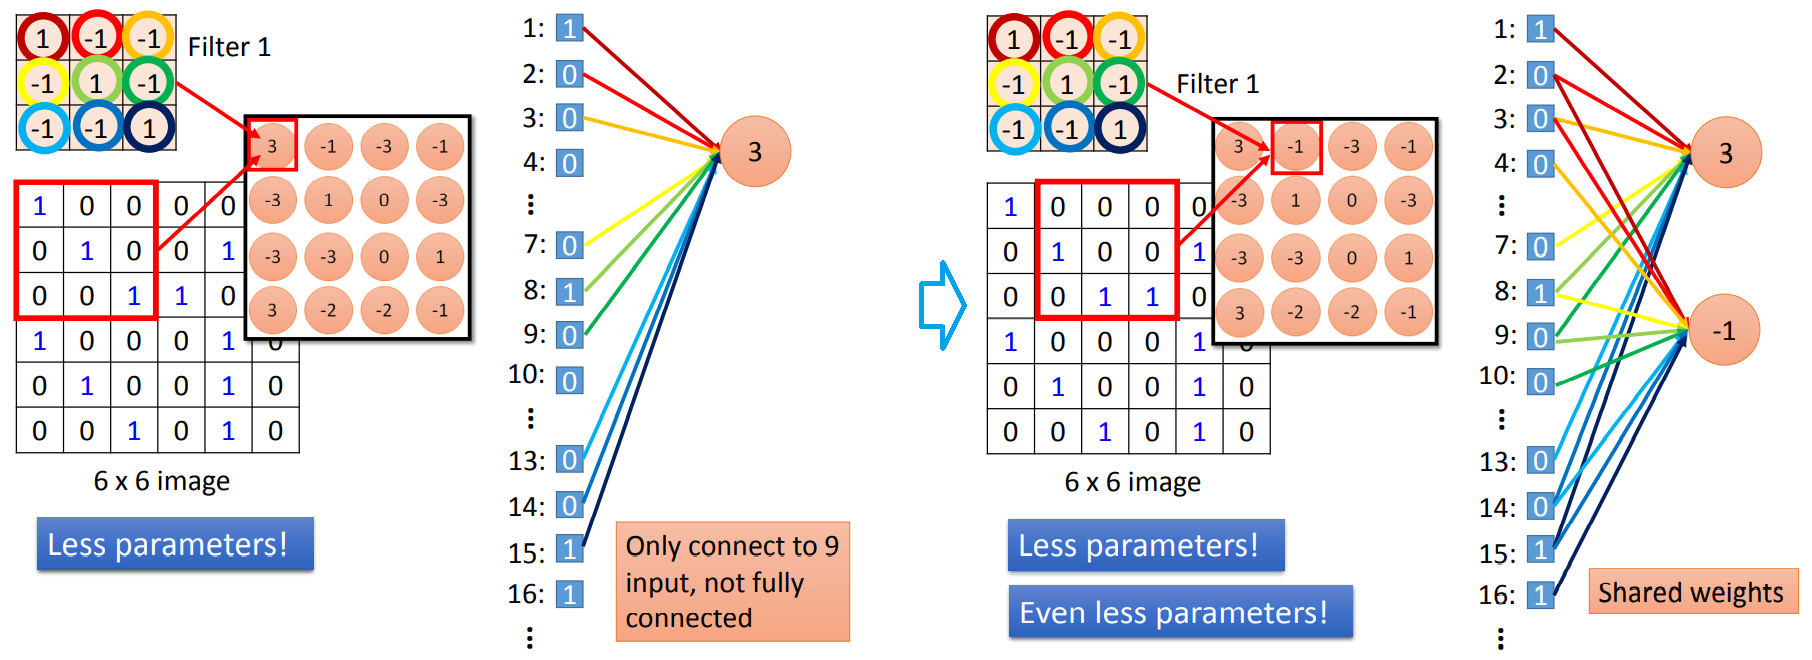 1 -1 -1
-1 1 -1
-1 -1 1
Filter 1
3 -1 -3 -1
-3 1 0 -3
-3 -3 0 1
3 -2 -2 -1
1 0 0 0 0
0 1 0 0 1
0 0 1 1 0
1 0 0 0 1 0
0 1 0 0 1 0
0 0 1 0 1 0
6 x 6 image
Less parameters!
1: 1
2: 0
3: 0
4: 0
⋮
7: 0
8: 1
9: 0
10: 0
⋮
13: 0
14: 0
15: 1
16: 1
⋮
3
Only connect to 9
input, not fully
connected
1 -1 -1
-1 1 -1
-1 -1 1
Filter 1
3 -1 -3 -1
-3 1 0 -3
-3 -3 0 1
3 -2 -2 -1
1 0 0 0 0
0 1 0 0 1
0 0 1 1 0
1 0 0 0 1 0
0 1 0 0 1 0
0 0 1 0 1 0
6 x 6 image
Less parameters!
Even less parameters!
1: 1
2: 0
3: 0
4: 0
⋮
7: 0
8: 1
9: 0
10: 0
⋮
13: 0
14: 0
15: 1
16: 1
⋮
3
-1
Shared weights